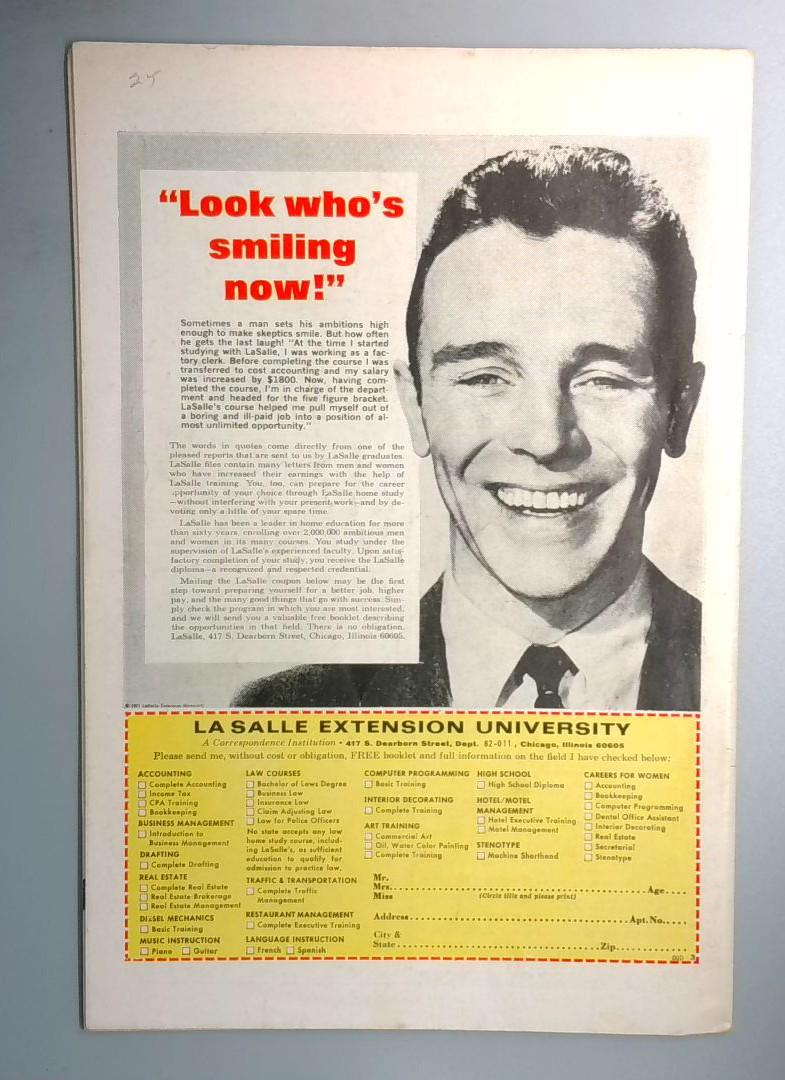 25
“Look who’s
smiling
now!”
Sometimes a man sets his ambitions high
enough to make skeptics smile. But how often
he gets the last laugh! "At the time I started
studying with LaSalle, I was working as a fac-
tory clerk. Before completing the course I was
transferred to cost accounting and my salary
was increased by $1800. Now, having com-
pleted the course, I'm in charge of the depart-
ment and headed for the five figure bracket.
LaSalle's course helped me pull myself out of
a boring and ill-paid job into a position of al-
most unlimited opportunity."
The words in quotes come directly from one of the
pleased reports that are sent to us by LaSalle graduates.
LaSalle files contain many letters from men and women
who have increased their earnings with the help of
LaSalle training. You, too, can prepare for the career
opportunity of your choice through LaSalle home study
—without interfering with your present work—and by de-
voting only a little of your spare time.
LaSalle has been a leader in home education for more
than sixty years, enrolling over 2,000,000 ambitious men
and women in its many courses. You study under the
supervision of LaSalle's experienced faculty. Upon satis-
factory completion of your study, you receive the LaSalle
diploma—a recognized and respected credential.
Mailing the LaSalle coupon below may be the first
step toward preparing yourself for a better job, higher
pay, and the many good things that go with success. Sim-
ply check the program in which you are most interested,
and we will send you a valuable free booklet describing
the opportunities in that field. There is no obligation.
LaSalle, 417 S. Dearborn Street, Chicago, Illinois 60605.
© 1971 LaSalle Extension University
LA SALLE EXTENSION UNIVERSITY
A Correspondence Institution • 417 S. Dearborn Street, Dept. 82-011, Chicago, Illinois 60605
Please send me, without cost or obligation, FREE booklet and full information on the field I have checked below:
ACCOUNTING
Complete Accounting
Income Tax
CPA Training
Bookkeeping
BUSINESS MANAGEMENT
Introduction to
Business Management
DRAFTING
Complete Drafting
REAL ESTATE
Complete Real Estate
Real Estate Brokerage
Real Estate Management
DIESEL MECHANICS
Basic Training
MUSIC INSTRUCTION
Piano Guitar
LAW COURSES
Bachelor of Laws Degree
Business Law
Insurance Law
Claim Adjusting Law
Law for Police Officers
No state accepts any law
home study course, includ-
ing LaSalle's, as sufficient
education to qualify for
admission to practice law.
TRAFFIC & TRANSPORTATION
Complete Traffic
Management
RESTAURANT MANAGEMENT
Complete Executive Training
LANGUAGE INSTRUCTION
French Spanish
COMPUTER PROGRAMMING
Basic Training
INTERIOR DECORATING
Complete Training
ART TRAINING
Commercial Art
Oil, Water Color Painting
Complete Training
HIGH SCHOOL
High School Diploma
HOTEL/MOTEL
MANAGEMENT
Hotel Executive Training
Motel Management
STENOTYPE
Machine Shorthand
CAREERS FOR WOMEN
Accounting
Bookkeeping
Computer Programming
Dental Office Assistant
Interior Decorating
Real Estate
Secretarial
Stenotype
Mr.
Mrs. Age
Miss (Circle title and please print)
Address Apt. No.
City &
State Zip
3